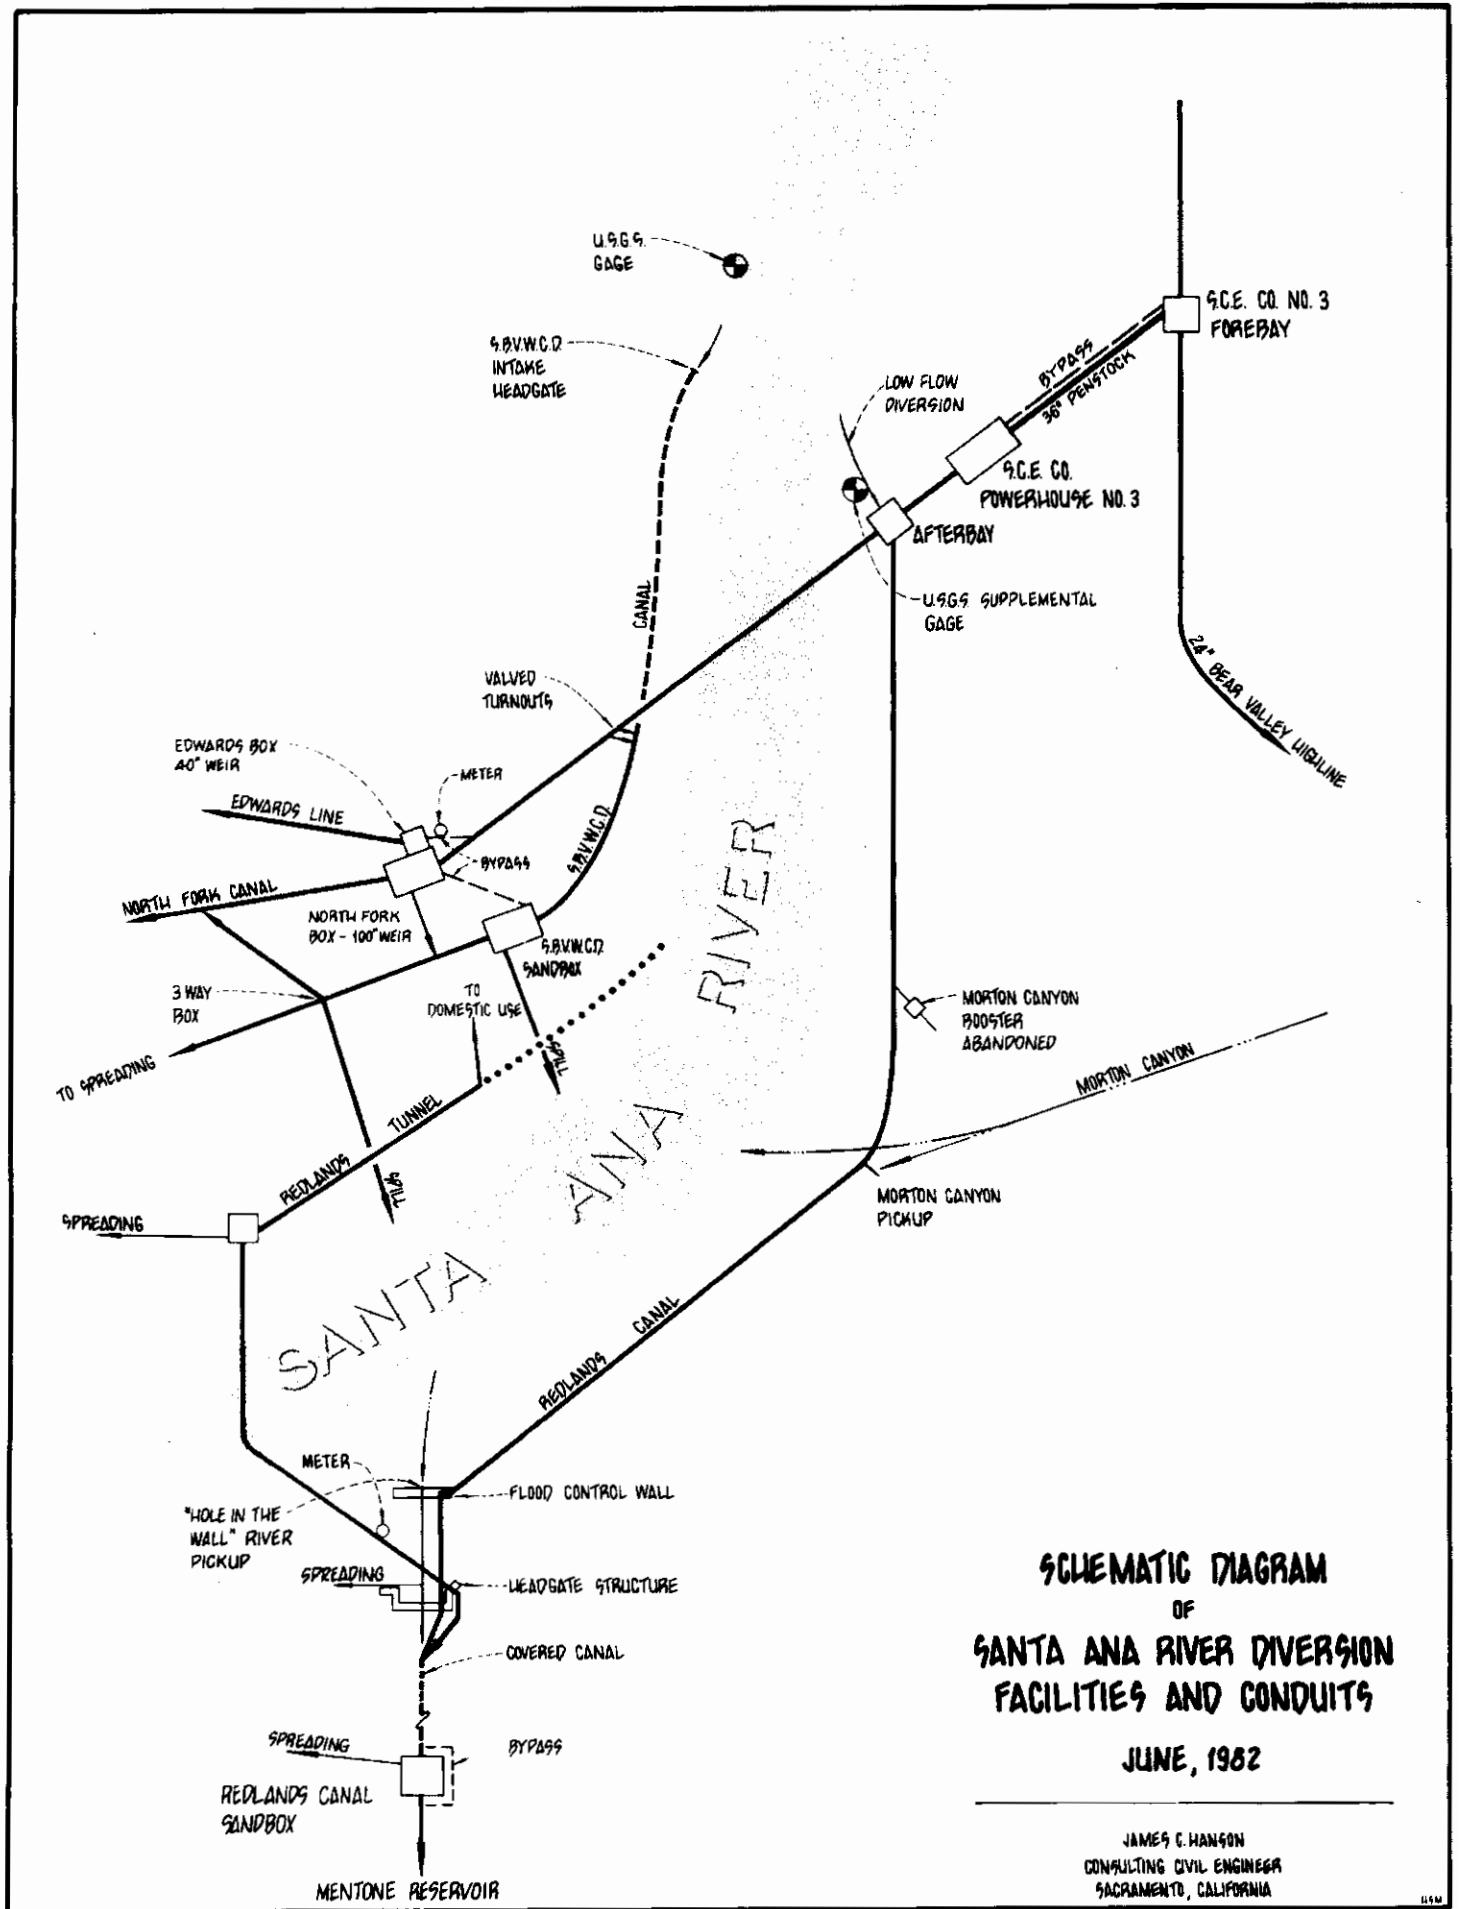 U.S.G.S.
GAGE
S.B.V.W.C.D.
INTAKE
HEADGATE
S.C.E. CO. NO. 3
FOREBAY
BYPASS
36" PENSTOCK
LOW FLOW
DIVERSION
S.C.E. CO.
POWERHOUSE NO. 3
AFTERBAY
U.S.G.S. SUPPLEMENTAL
GAGE
CANAL
24" BEAR VALLEY HIGHLINE
VALVED
TURNOUTS
EDWARDS BOX
40" WEIR
METER
EDWARDS LINE
BYPASS
S.B.V.W.C.D.
NORTH FORK CANAL
NORTH FORK
BOX - 100" WEIR
S.B.V.W.C.D.
SANDBOX
3 WAY
BOX
TO
DOMESTIC USE
TO SPREADING
SPILL
MORTON CANYON
BOOSTER
ABANDONED
MORTON CANYON
REDLANDS TUNNEL
SPILL
MORTON CANYON
PICKUP
SPREADING
SANTA ANA RIVER
REDLANDS CANAL
METER
"HOLE IN THE
WALL" RIVER
PICKUP
FLOOD CONTROL WALL
SPREADING
HEADGATE STRUCTURE
COVERED CANAL
SPREADING
BYPASS
REDLANDS CANAL
SANDBOX
MENTONE RESERVOIR
SCHEMATIC DIAGRAM
OF
SANTA ANA RIVER DIVERSION
FACILITIES AND CONDUITS
JUNE, 1982
JAMES C. HANSON
CONSULTING CIVIL ENGINEER
SACRAMENTO, CALIFORNIA